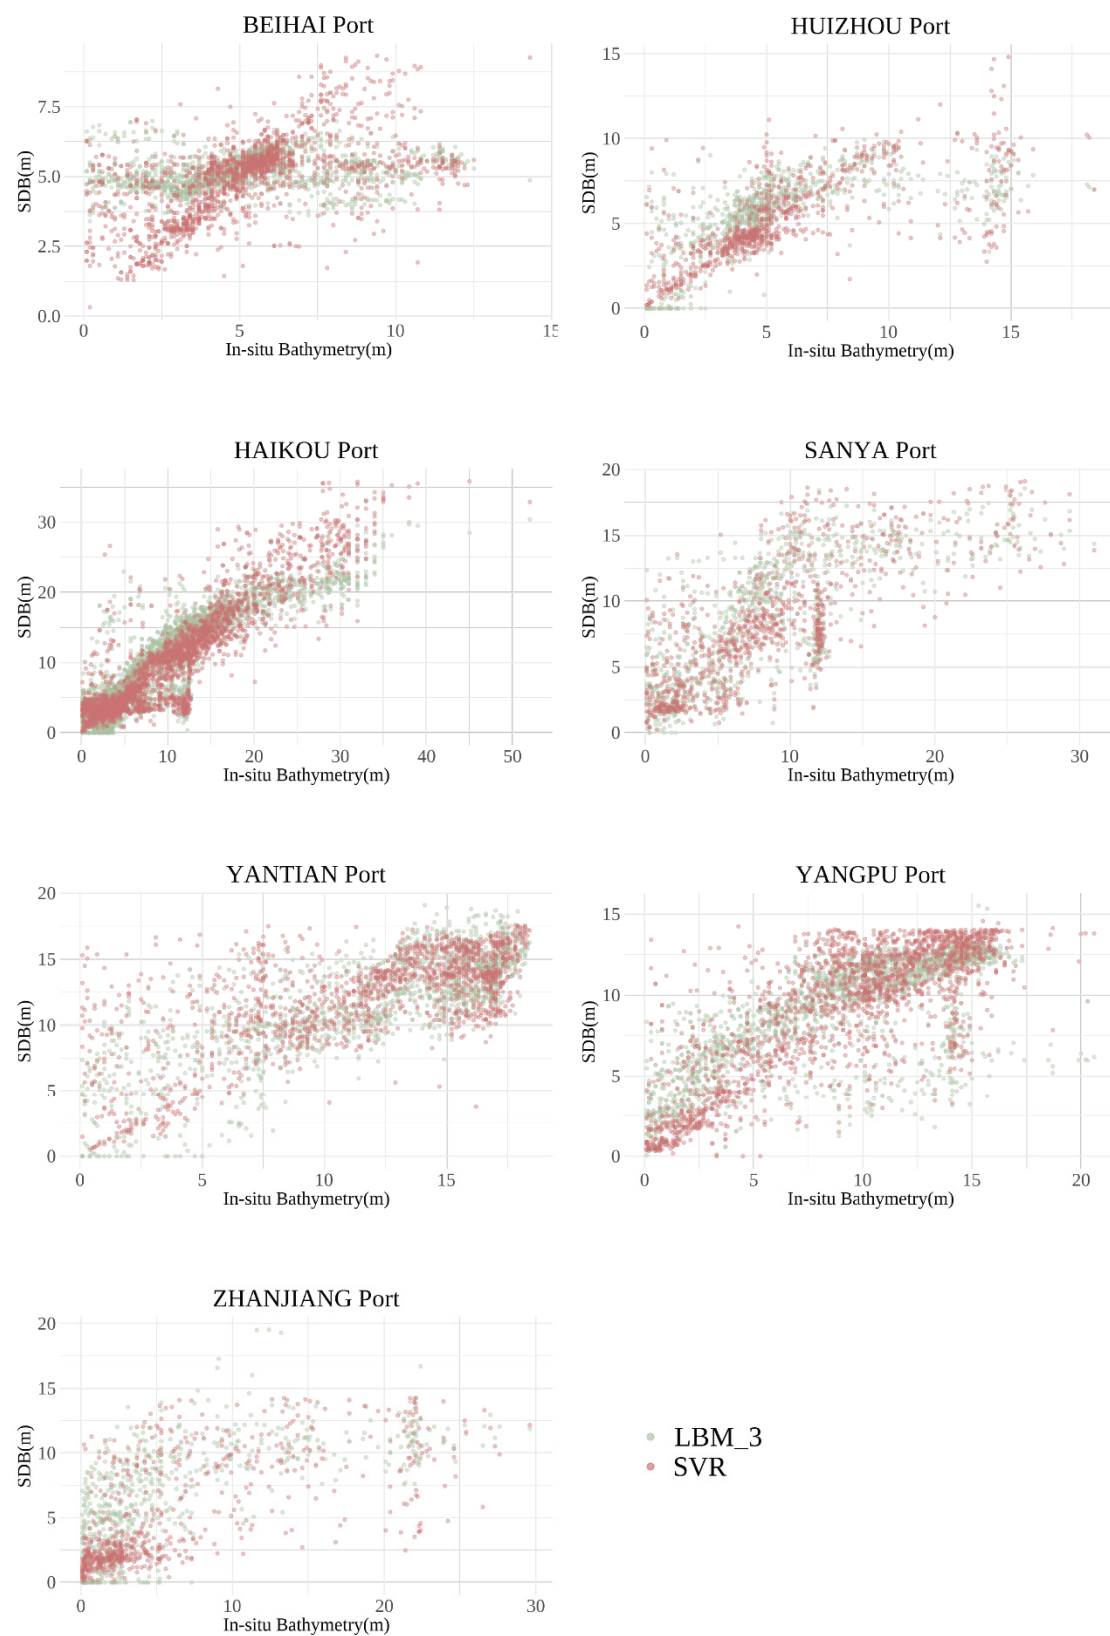 BEIHAI Port
7.5
5.0
2.5
0.0
SDB(m)
0 5 10 15
In-situ Bathymetry(m)
HUIZHOU Port
15
10
5
0
SDB(m)
0 5 10 15
In-situ Bathymetry(m)
HAIKOU Port
30
20
10
0
SDB(m)
0 10 20 30 40 50
In-situ Bathymetry(m)
SANYA Port
20
15
10
5
0
SDB(m)
0 10 20 30
In-situ Bathymetry(m)
YANTIAN Port
20
15
10
5
0
SDB(m)
0 5 10 15
In-situ Bathymetry(m)
YANGPU Port
15
10
5
0
SDB(m)
0 5 10 15 20
In-situ Bathymetry(m)
ZHANJIANG Port
20
15
10
5
0
SDB(m)
0 10 20 30
In-situ Bathymetry(m)
LBM_3
SVR